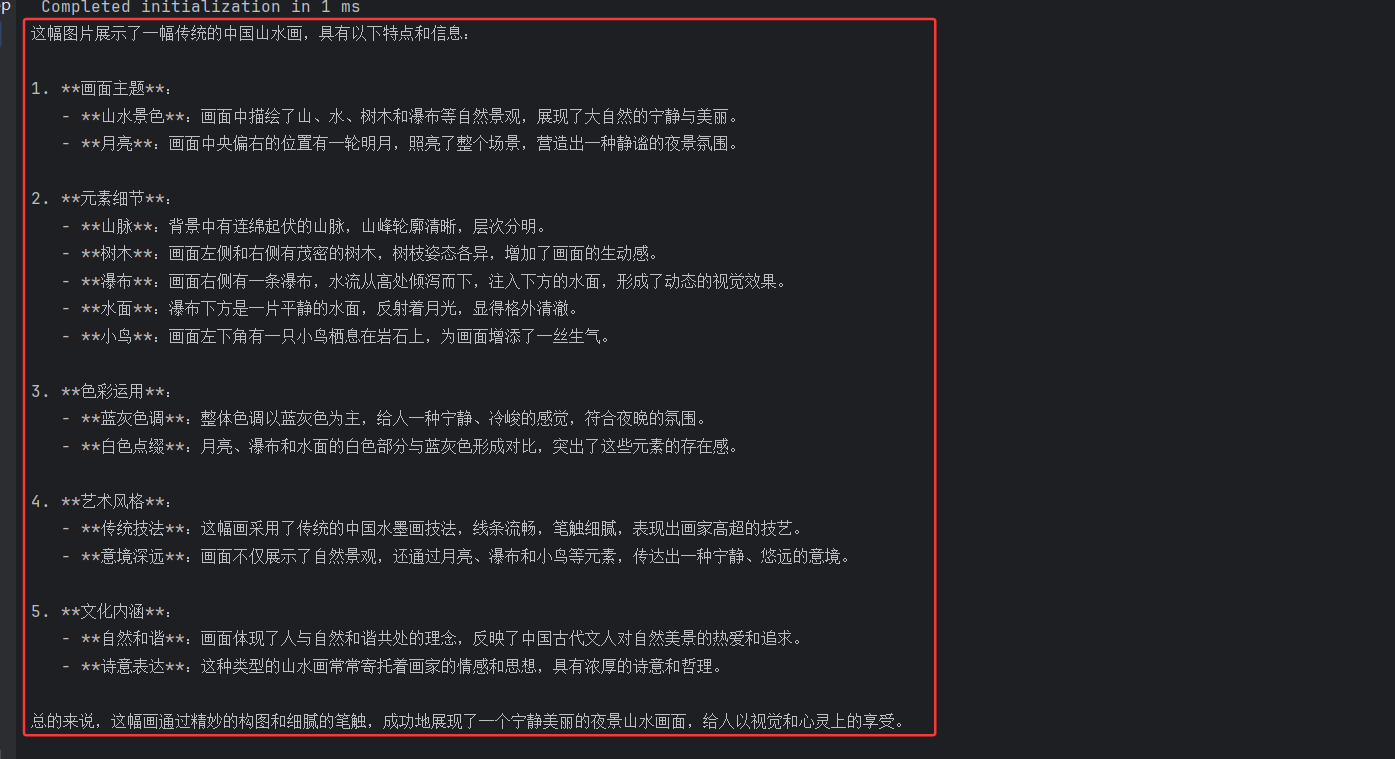 p
Completed initialization in 1 ms
这幅图片展示了一幅传统的中国山水画，具有以下特点和信息：
1. **画面主题**：
- **山水景色**：画面中描绘了山、水、树木和瀑布等自然景观，展现了大自然的宁静与美丽。
- **月亮**：画面中央偏右的位置有一轮明月，照亮了整个场景，营造出一种静谧的夜景氛围。
2. **元素细节**：
- **山脉**：背景中有连绵起伏的山脉，山峰轮廓清晰，层次分明。
- **树木**：画面左侧和右侧有茂密的树木，树枝姿态各异，增加了画面的生动感。
- **瀑布**：画面右侧有一条瀑布，水流从高处倾泻而下，注入下方的水面，形成了动态的视觉效果。
- **水面**：瀑布下方是一片平静的水面，反射着月光，显得格外清澈。
- **小鸟**：画面左下角有一只小鸟栖息在岩石上，为画面增添了一丝生气。
3. **色彩运用**：
- **蓝灰色调**：整体色调以蓝灰色为主，给人一种宁静、冷峻的感觉，符合夜晚的氛围。
- **白色点缀**：月亮、瀑布和水面的白色部分与蓝灰色形成对比，突出了这些元素的存在感。
4. **艺术风格**：
- **传统技法**：这幅画采用了传统的中国水墨画技法，线条流畅，笔触细腻，表现出画家高超的技艺。
- **意境深远**：画面不仅展示了自然景观，还通过月亮、瀑布和小鸟等元素，传达出一种宁静、悠远的意境。
5. **文化内涵**：
- **自然和谐**：画面体现了人与自然和谐共处的理念，反映了中国古代文人对自然美景的热爱和追求。
- **诗意表达**：这种类型的山水画常常寄托着画家的情感和思想，具有浓厚的诗意和哲理。
总的来说，这幅画通过精妙的构图和细腻的笔触，成功地展现了一个宁静美丽的夜景山水画面，给人以视觉和心灵上的享受。